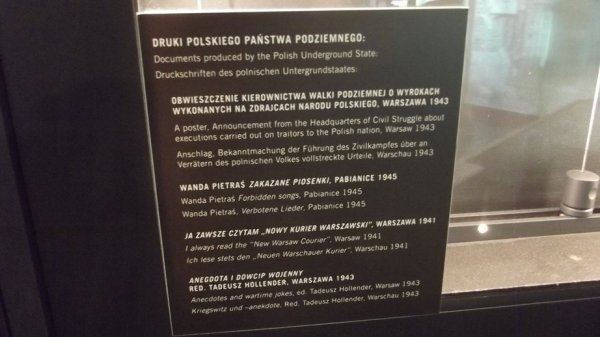 DRUKI POLSKIEGO PAŃSTWA PODZIEMNEGO:
Documents produced by the Polish Underground State:
Druckschriften des polnischen Untergrundstaates:
OBWIESZCZENIE KIEROWNICTWA WALKI PODZIEMNEJ O WYROKACH
WYKONANYCH NA ZDRAJCACH NARODU POLSKIEGO, WARSZAWA 1943
A poster, Announcement from the Headquarters of Civil Struggle about
executions carried out on traitors to the Polish nation, Warsaw 1943
Anschlag, Bekanntmachung der Führung des Zivilkampfes über an
Verrätern des polnischen Volkes vollstreckte Urteile, Warschau 1943
WANDA PIETRAŚ ZAKAZANE PIOSENKI, PABIANICE 1945
Wanda Pietraś Forbidden songs, Pabianice 1945
Wanda Pietraś, Verbotene Lieder, Pabianice 1945
JA ZAWSZE CZYTAM „NOWY KURIER WARSZAWSKI", WARSZAWA 1941
I always read the "New Warsaw Courier", Warsaw 1941
Ich lese stets den „Neuen Warschauer Kurier", Warschau 1941
ANEGDOTA I DOWCIP WOJENNY
RED. TADEUSZ HOLLENDER, WARSZAWA 1943
Anecdotes and wartime jokes, ed. Tadeusz Hollender, Warsaw 1943
Kriegswitz und –anekdote, Red. Tadeusz Hollender, Warschau 1943